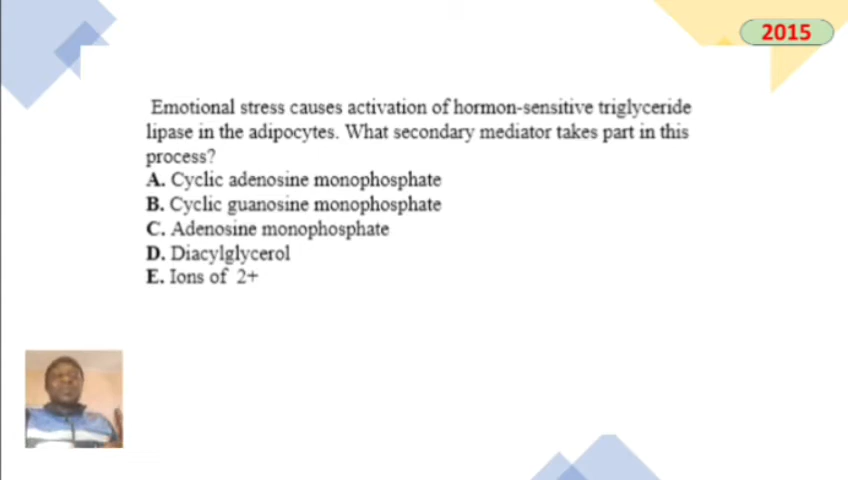 2015
Emotional stress causes activation of hormon-sensitive triglyceride
lipase in the adipocytes. What secondary mediator takes part in this
process?
A. Cyclic adenosine monophosphate
B. Cyclic guanosine monophosphate
C. Adenosine monophosphate
D. Diacylglycerol
E. Ions of 2+